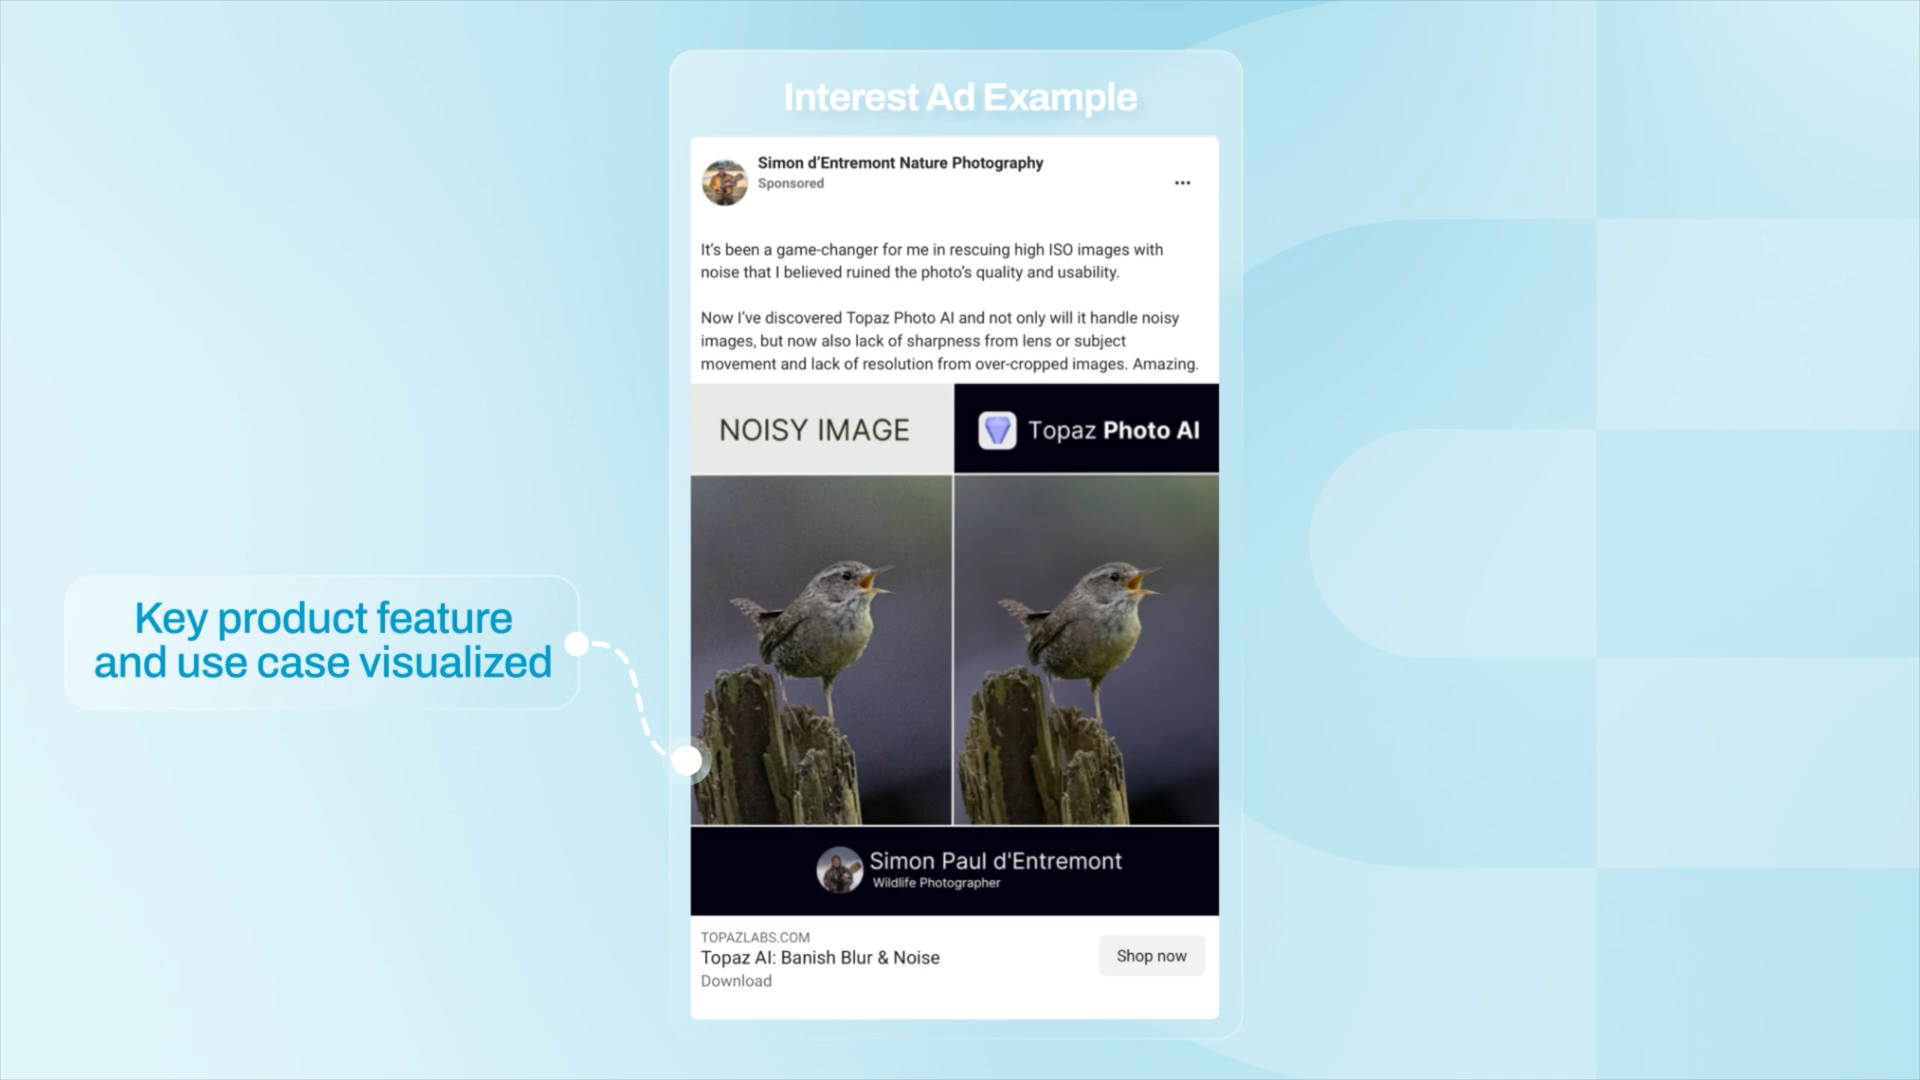 Interest Ad Example
Simon d’Entremont Nature Photography
Sponsored
It’s been a game-changer for me in rescuing high ISO images with
noise that I believed ruined the photo’s quality and usability.
Now I’ve discovered Topaz Photo AI and not only will it handle noisy
images, but now also lack of sharpness from lens or subject
movement and lack of resolution from over-cropped images. Amazing.
NOISY IMAGE
Topaz Photo AI
Key product feature
and use case visualized
Simon Paul d'Entremont
Wildlife Photographer
TOPAZLABS.COM
Topaz AI: Banish Blur & Noise
Download
Shop now